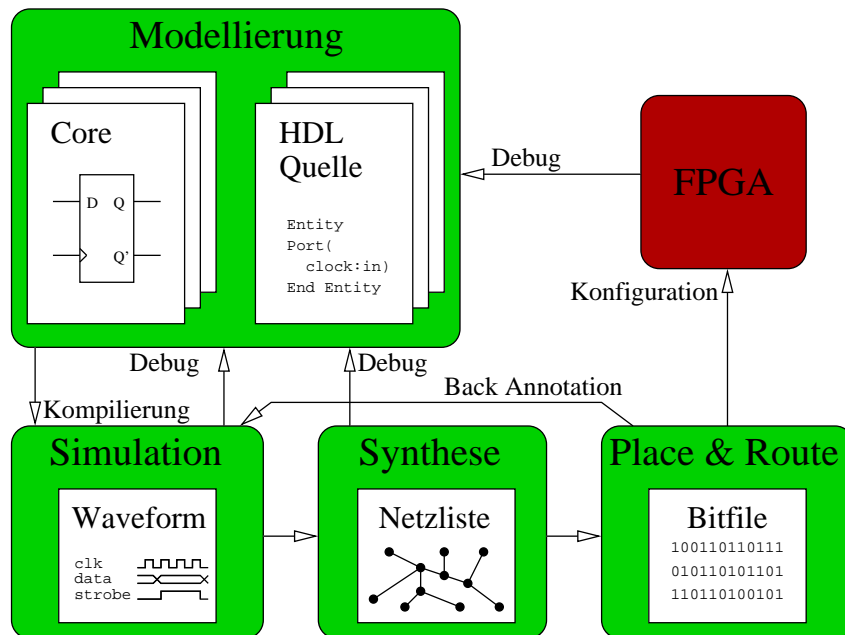 Modellierung
Core
D Q
Q'
HDL
Quelle
Entity
Port(
clock:in)
End Entity
Debug
FPGA
Konfiguration
Debug
Debug
Kompilierung
Back Annotation
Simulation
Waveform
clk
data
strobe
Synthese
Netzliste
Place & Route
Bitfile
100110110111
010110101101
110110100101